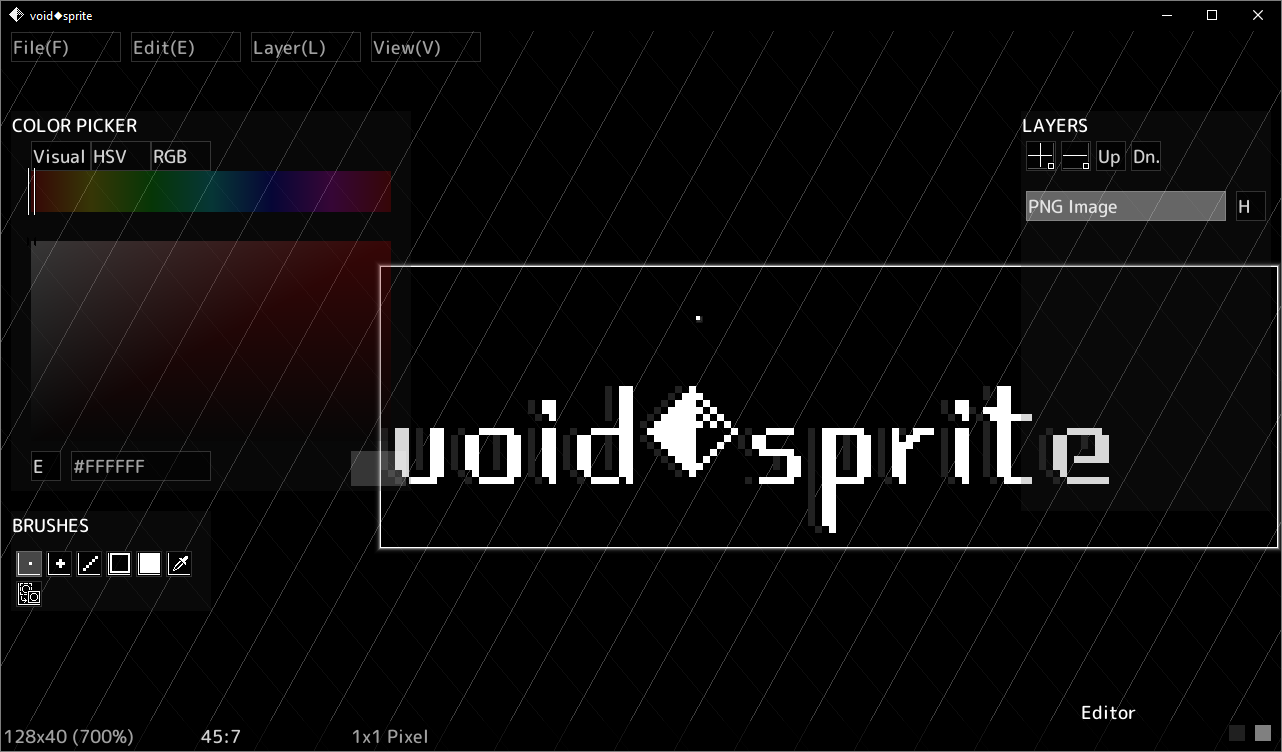 void◆sprite
File(F) Edit(E) Layer(L) View(V)
COLOR PICKER
Visual HSV RGB
E #FFFFFF
BRUSHES
LAYERS
Up Dn.
PNG Image H
void◆sprite
Editor
128x40 (700%) 45:7 1x1 Pixel